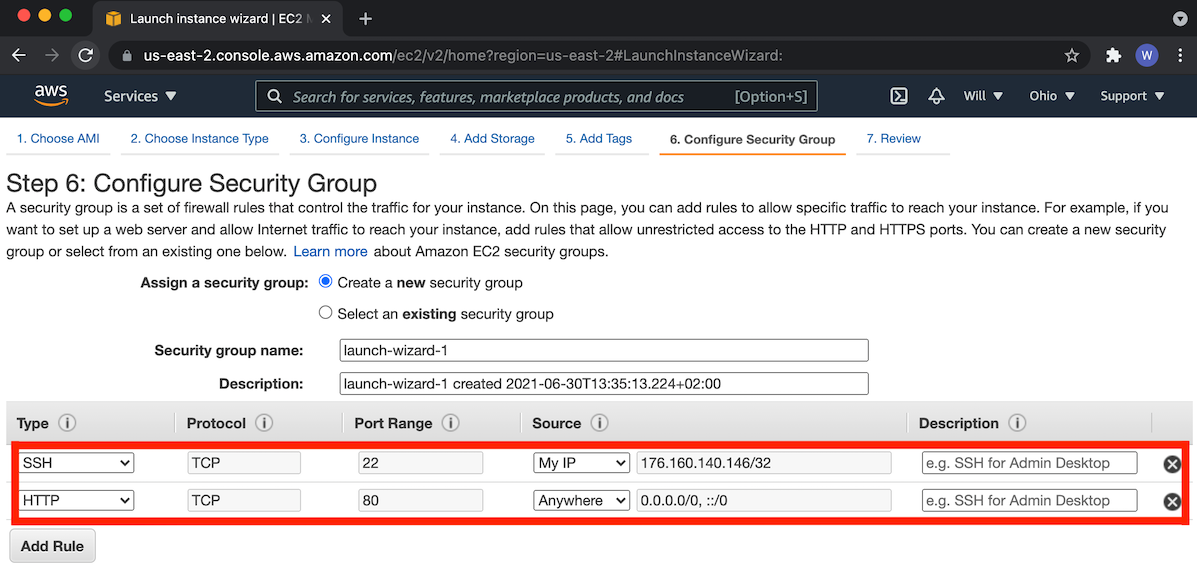 Launch instance wizard | EC2 M
us-east-2.console.aws.amazon.com/ec2/v2/home?region=us-east-2#LaunchInstanceWizard:
W
aws Services Search for services, features, marketplace products, and docs [Option+S] Will Ohio Support
1. Choose AMI 2. Choose Instance Type 3. Configure Instance 4. Add Storage 5. Add Tags 6. Configure Security Group 7. Review
Step 6: Configure Security Group
A security group is a set of firewall rules that control the traffic for your instance. On this page, you can add rules to allow specific traffic to reach your instance. For example, if you
want to set up a web server and allow Internet traffic to reach your instance, add rules that allow unrestricted access to the HTTP and HTTPS ports. You can create a new security
group or select from an existing one below. Learn more about Amazon EC2 security groups.
Assign a security group: Create a new security group
Select an existing security group
Security group name: launch-wizard-1
Description: launch-wizard-1 created 2021-06-30T13:35:13.224+02:00
Type i Protocol i Port Range i Source i Description i
SSH TCP 22 My IP 176.160.140.146/32 e.g. SSH for Admin Desktop
HTTP TCP 80 Anywhere 0.0.0.0/0, ::/0 e.g. SSH for Admin Desktop
Add Rule